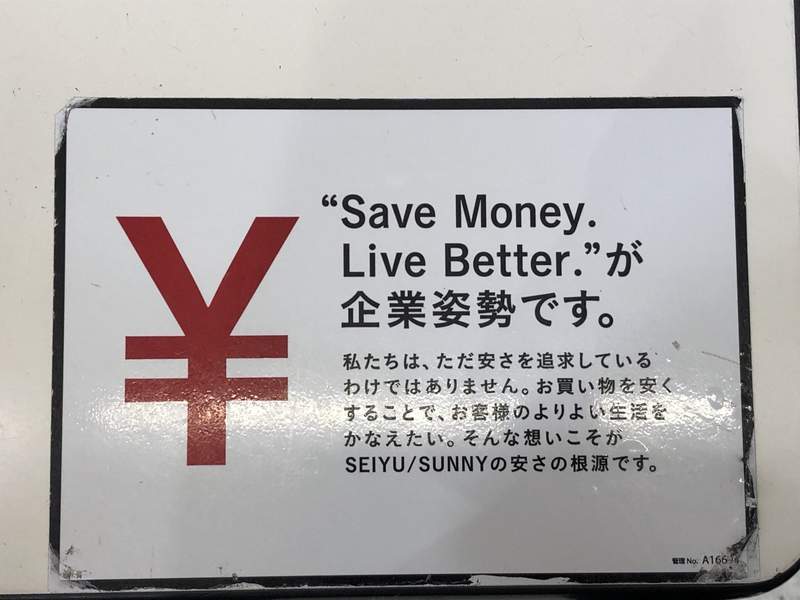 ¥
“Save Money.
Live Better.”が
企業姿勢です。
私たちは、ただ安さを追求している
わけではありません。お買い物を安く
することで、お客様のよりよい生活を
かなえたい。そんな想いこそが
SEIYU/SUNNYの安さの根源です。
管理 No. A166